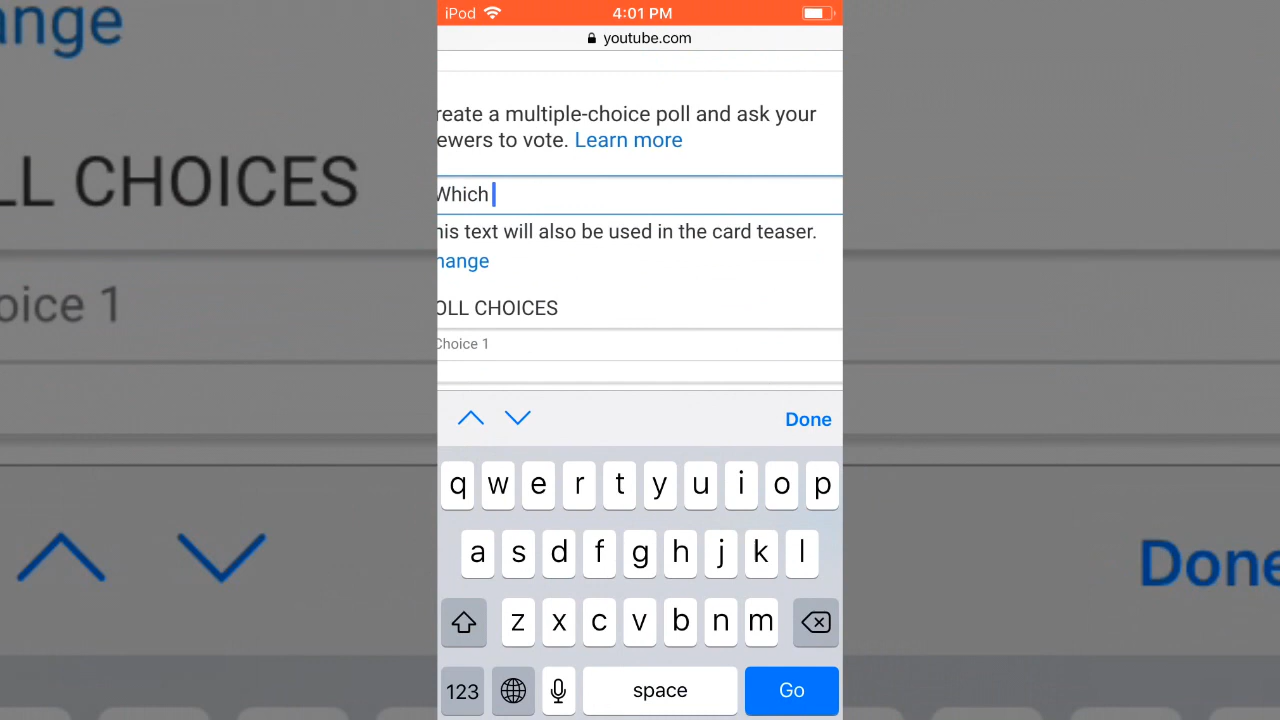 iPod 4:01 PM
youtube.com
reate a multiple-choice poll and ask your
ewers to vote. Learn more
Which
his text will also be used in the card teaser.
hange
OLL CHOICES
Choice 1
Done
q w e r t y u i o p
a s d f g h j k l
z x c v b n m
123 space Go
ange
LL CHOICES
oice 1
Done